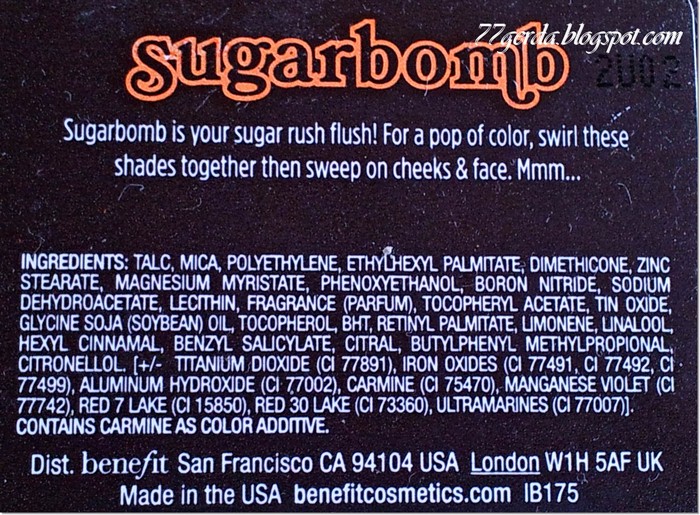 77gerda.blogspot.com
sugarbomb 2U02
Sugarbomb is your sugar rush flush! For a pop of color, swirl these
shades together then sweep on cheeks & face. Mmm...
INGREDIENTS: TALC, MICA, POLYETHYLENE, ETHYLHEXYL PALMITATE, DIMETHICONE, ZINC
STEARATE, MAGNESIUM MYRISTATE, PHENOXYETHANOL, BORON NITRIDE, SODIUM
DEHYDROACETATE, LECITHIN, FRAGRANCE (PARFUM), TOCOPHERYL ACETATE, TIN OXIDE,
GLYCINE SOJA (SOYBEAN) OIL, TOCOPHEROL, BHT, RETINYL PALMITATE, LIMONENE, LINALOOL,
HEXYL CINNAMAL, BENZYL SALICYLATE, CITRAL, BUTYLPHENYL METHYLPROPIONAL,
CITRONELLOL. [+/- TITANIUM DIOXIDE (CI 77891), IRON OXIDES (CI 77491, CI 77492, CI
77499), ALUMINUM HYDROXIDE (CI 77002), CARMINE (CI 75470), MANGANESE VIOLET (CI
77742), RED 7 LAKE (CI 15850), RED 30 LAKE (CI 73360), ULTRAMARINES (CI 77007)].
CONTAINS CARMINE AS COLOR ADDITIVE.
Dist. benefit San Francisco CA 94104 USA London W1H 5AF UK
Made in the USA benefitcosmetics.com IB175